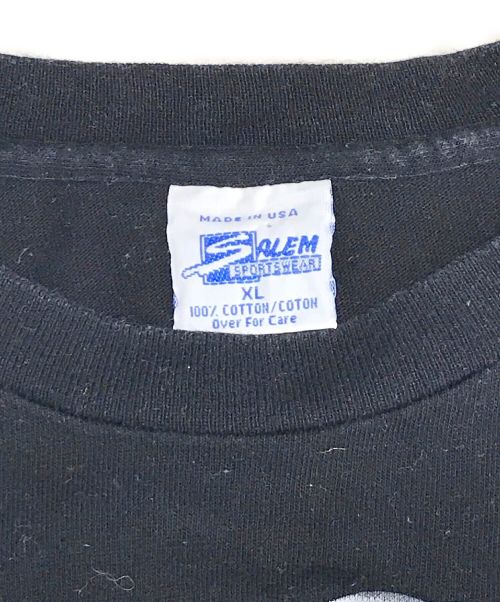 MADE IN USA
SALEM
SPORTSWEAR
XL
100% COTTON/COTON
Over For Care